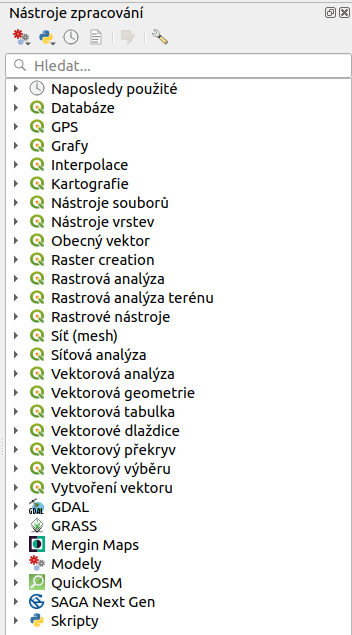 Nástroje zpracování
Hledat...
Naposledy použité
Databáze
GPS
Grafy
Interpolace
Kartografie
Nástroje souborů
Nástroje vrstev
Obecný vektor
Raster creation
Rastrová analýza
Rastrová analýza terénu
Rastrové nástroje
Síť (mesh)
Síťová analýza
Vektorová analýza
Vektorová geometrie
Vektorová tabulka
Vektorové dlaždice
Vektorový překryv
Vektorový výběru
Vytvoření vektoru
GDAL
GRASS
Mergin Maps
Modely
QuickOSM
SAGA Next Gen
Skripty